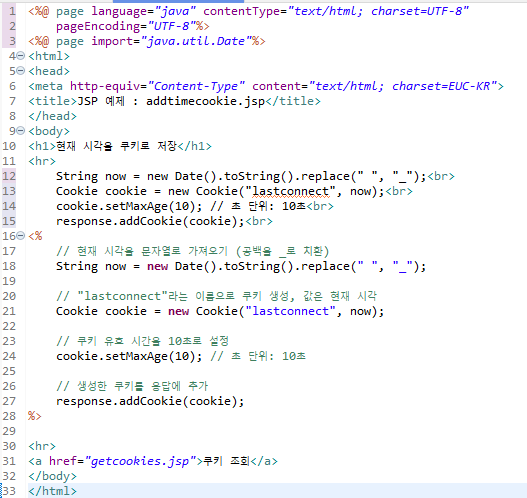 1 <%@ page language="java" contentType="text/html; charset=UTF-8"
2     pageEncoding="UTF-8"%>
3 <%@ page import="java.util.Date"%>
4 <html>
5 <head>
6 <meta http-equiv="Content-Type" content="text/html; charset=EUC-KR">
7 <title>JSP 예제 : addtimecookie.jsp</title>
8 </head>
9 <body>
10 <h1>현재 시각을 쿠키로 저장</h1>
11 <hr>
12     String now = new Date().toString().replace(" ", "_");<br>
13     Cookie cookie = new Cookie("lastconnect", now);<br>
14     cookie.setMaxAge(10); // 초 단위: 10초<br>
15     response.addCookie(cookie);<br>
16 <%
17     // 현재 시각을 문자열로 가져오기 (공백을 _로 치환)
18     String now = new Date().toString().replace(" ", "_");
19
20     // "lastconnect"라는 이름으로 쿠키 생성, 값은 현재 시각
21     Cookie cookie = new Cookie("lastconnect", now);
22
23     // 쿠키 유효 시간을 10초로 설정
24     cookie.setMaxAge(10); // 초 단위: 10초
25
26     // 생성한 쿠키를 응답에 추가
27     response.addCookie(cookie);
28 %>
29
30 <hr>
31 <a href="getcookies.jsp">쿠키 조회</a>
32 </body>
33 </html>